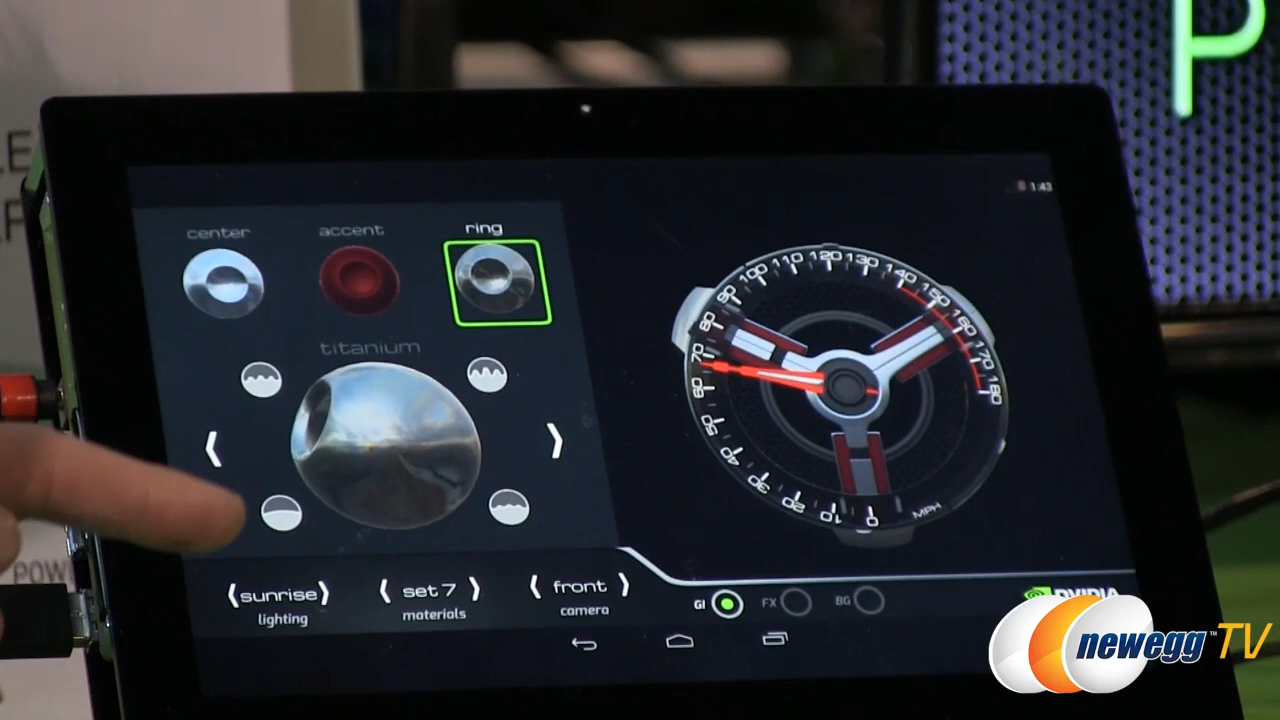 P
LE
1:43
center accent ring
titanium
0 10 20 30 40 50 60 70 80 90 100 110 120 130 140 150 160 170 180
MPH
sunrise set 7 front
lighting materials camera
GI FX BG
NVIDIA
POW
newegg TV